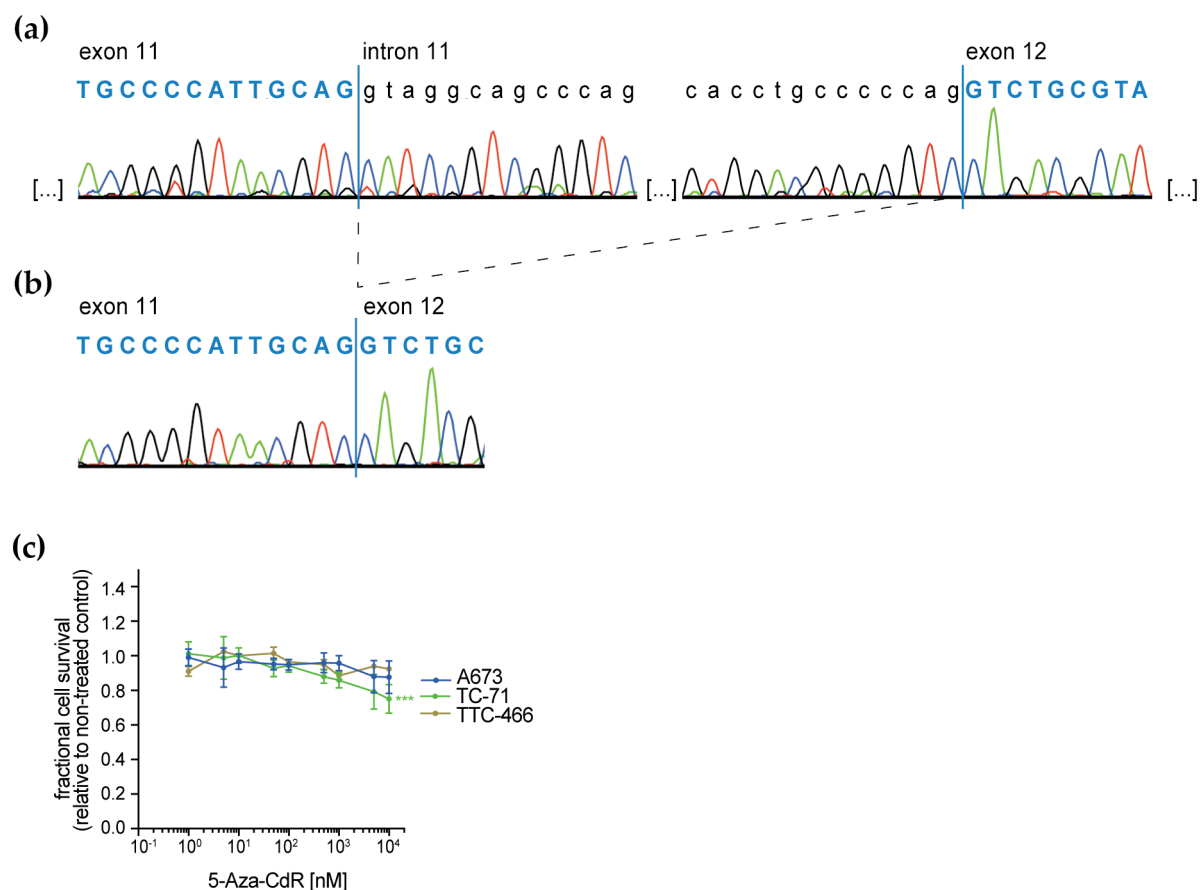 (a)
exon 11 intron 11 exon 12
TGCCCCATTGCAG gtaggcagcccag cacctgcccccag GTCTGCGTA
[...] [...] [...]
(b)
exon 11 exon 12
TGCCCCATTGCAG GTCTGC
(c)
fractional cell survival
(relative to non-treated control)
1.4
1.2
1.0
0.8
0.6
0.4
0.2
0.0
***
A673
TC-71
TTC-466
10⁻¹ 10⁰ 10¹ 10² 10³ 10⁴
5-Aza-CdR [nM]